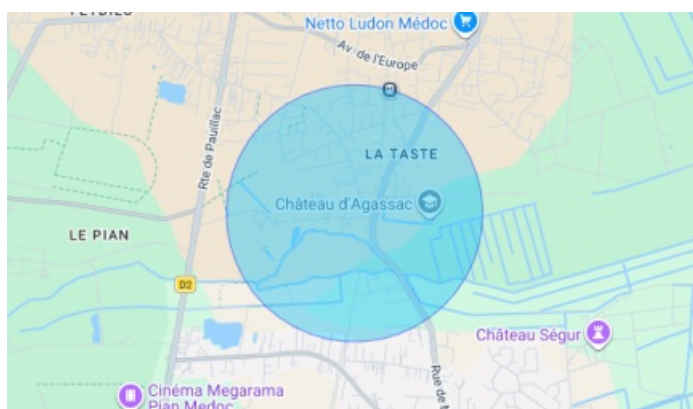 Netto Ludon Médoc
Av. de l'Europe
Rte de Pauillac
LA TASTE
Château d'Agassac
LE PIAN
D2
Château Ségur
Cinéma Megarama
Pian Medoc